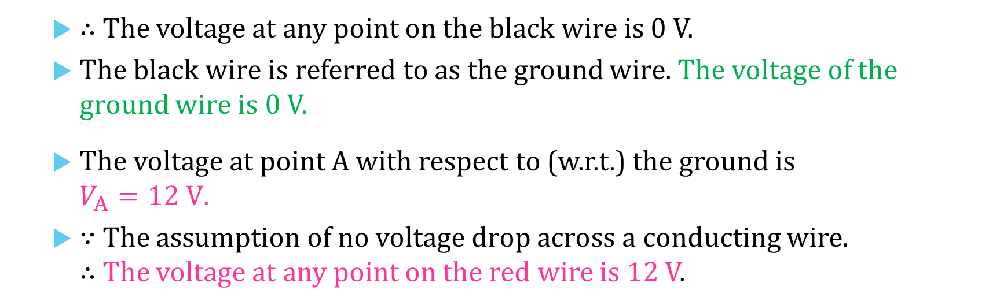 ▶ ∴ The voltage at any point on the black wire is 0 V.
▶ The black wire is referred to as the ground wire. The voltage of the
ground wire is 0 V.
▶ The voltage at point A with respect to (w.r.t.) the ground is
V_A = 12 V.
▶ ∵ The assumption of no voltage drop across a conducting wire.
∴ The voltage at any point on the red wire is 12 V.